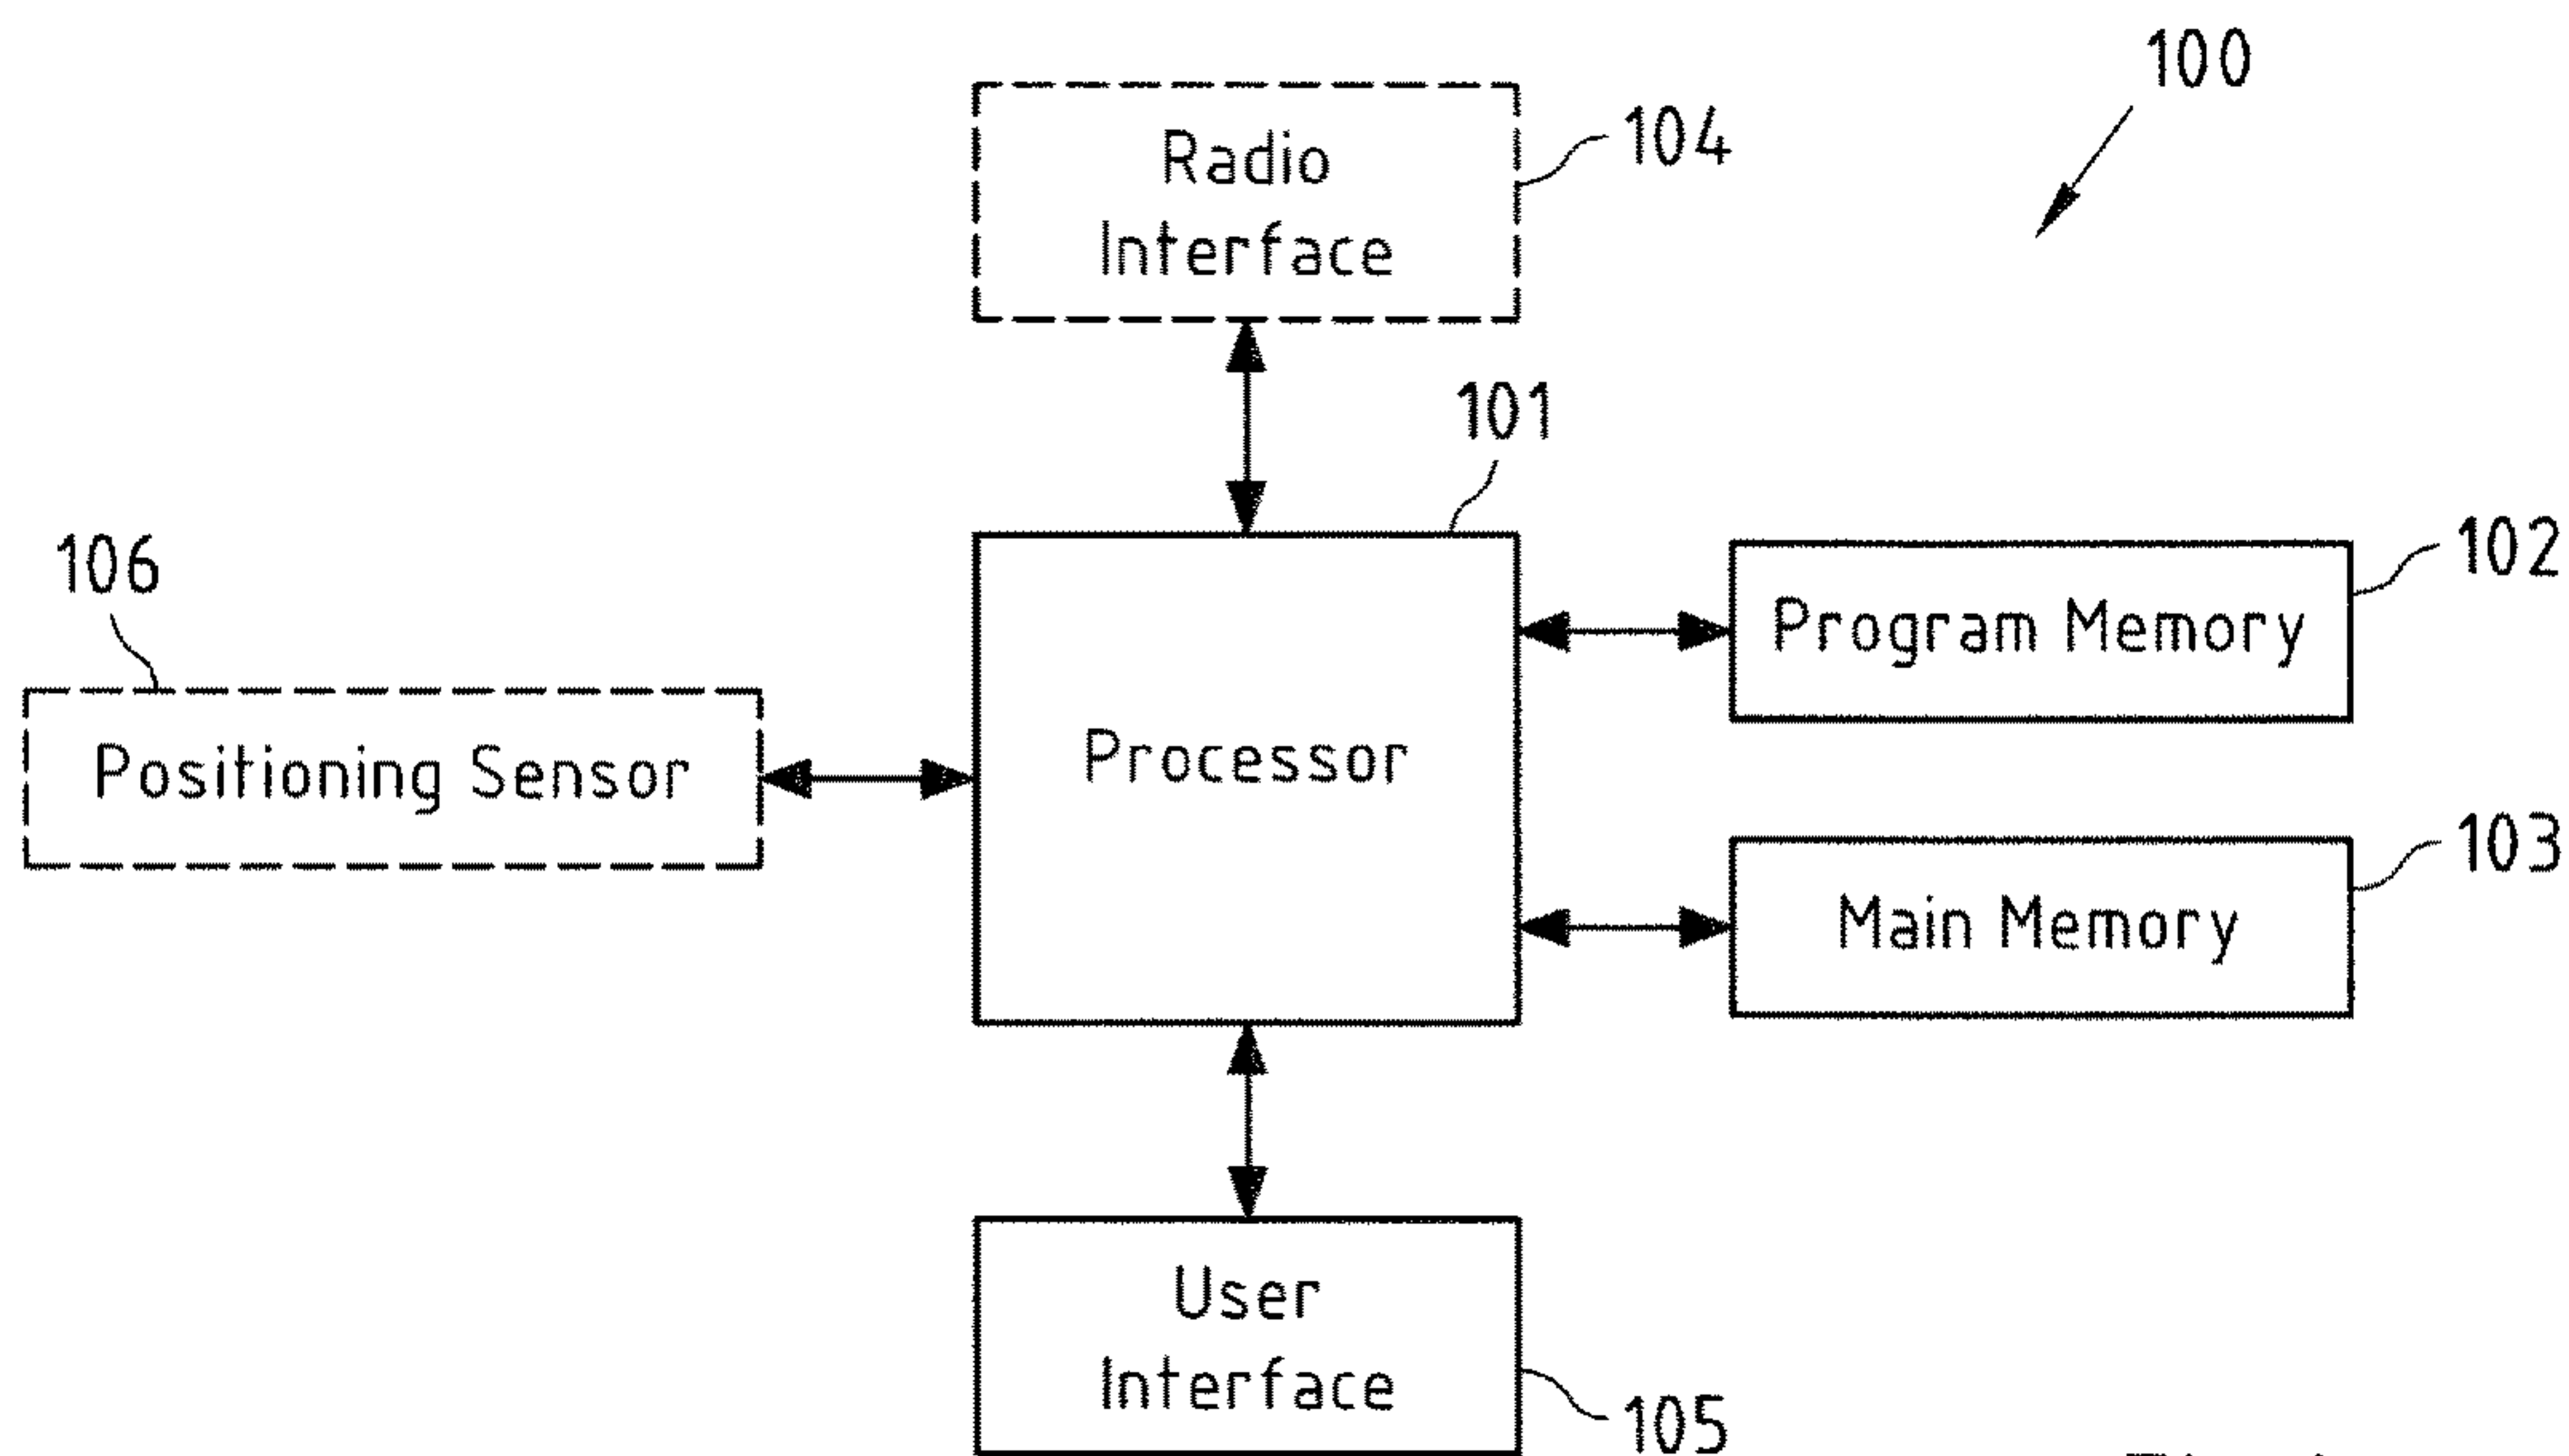 100
Radio
Interface
104
101
106
Positioning Sensor
Processor
Program Memory
102
Main Memory
103
User
Interface
105